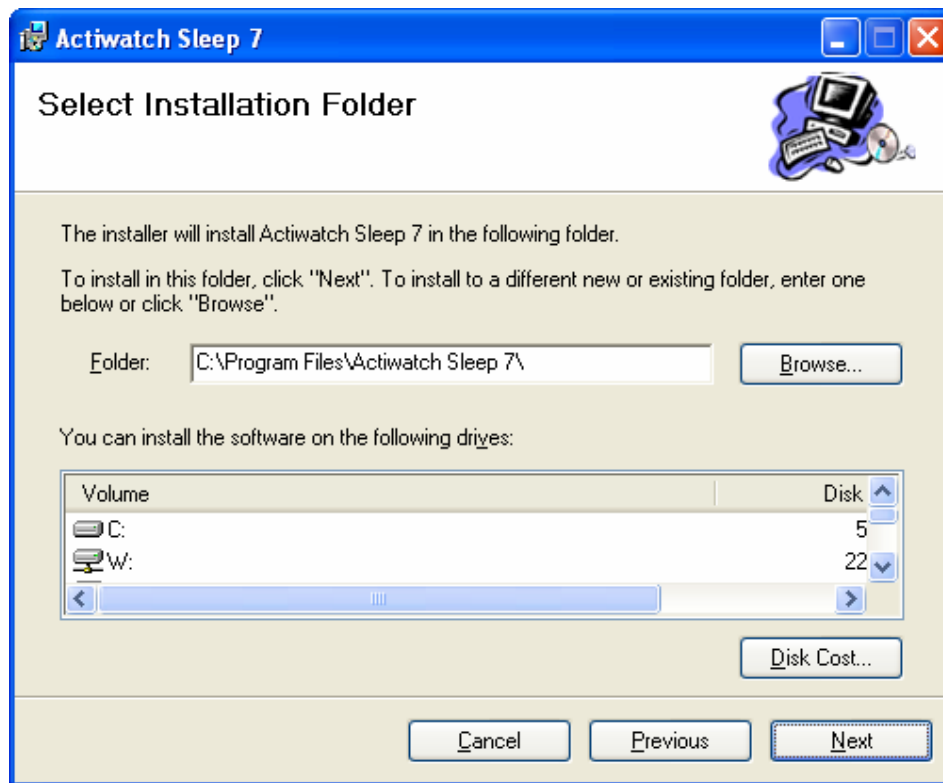 Actiwatch Sleep 7
Select Installation Folder
The installer will install Actiwatch Sleep 7 in the following folder.
To install in this folder, click "Next". To install to a different new or existing folder, enter one
below or click "Browse".
Folder: C:\Program Files\Actiwatch Sleep 7\ Browse...
You can install the software on the following drives:
Volume Disk
C: 5
W: 22
Disk Cost...
Cancel Previous Next